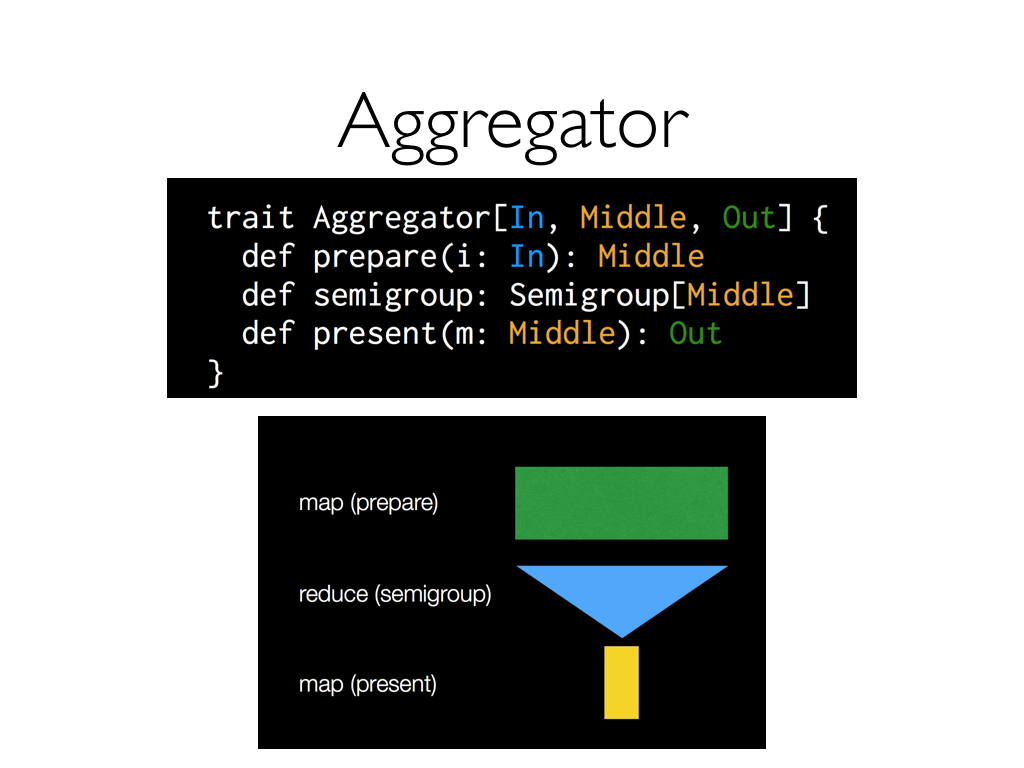 Aggregator
trait Aggregator[In, Middle, Out] {
  def prepare(i: In): Middle
  def semigroup: Semigroup[Middle]
  def present(m: Middle): Out
}
map (prepare)
reduce (semigroup)
map (present)